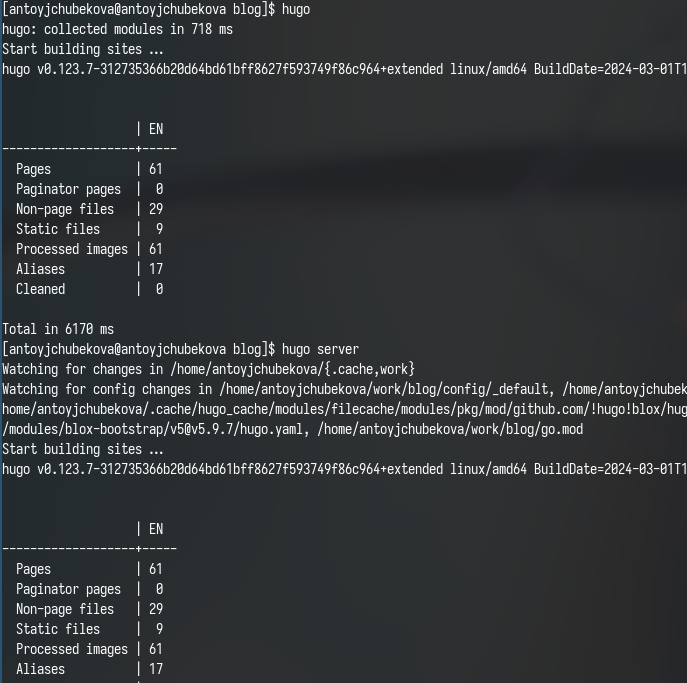 [antoyjchubekova@antoyjchubekova blog]$ hugo
hugo: collected modules in 718 ms
Start building sites …
hugo v0.123.7-312735366b20d64bd61bff8627f593749f86c964+extended linux/amd64 BuildDate=2024-03-01T1
| EN
-------------------+-----
Pages | 61
Paginator pages | 0
Non-page files | 29
Static files | 9
Processed images | 61
Aliases | 17
Cleaned | 0
Total in 6170 ms
[antoyjchubekova@antoyjchubekova blog]$ hugo server
Watching for changes in /home/antoyjchubekova/{.cache,work}
Watching for config changes in /home/antoyjchubekova/work/blog/config/_default, /home/antoyjchubek
home/antoyjchubekova/.cache/hugo_cache/modules/filecache/modules/pkg/mod/github.com/!hugo!blox/hug
/modules/blox-bootstrap/v5@v5.9.7/hugo.yaml, /home/antoyjchubekova/work/blog/go.mod
Start building sites …
hugo v0.123.7-312735366b20d64bd61bff8627f593749f86c964+extended linux/amd64 BuildDate=2024-03-01T1
| EN
-------------------+-----
Pages | 61
Paginator pages | 0
Non-page files | 29
Static files | 9
Processed images | 61
Aliases | 17